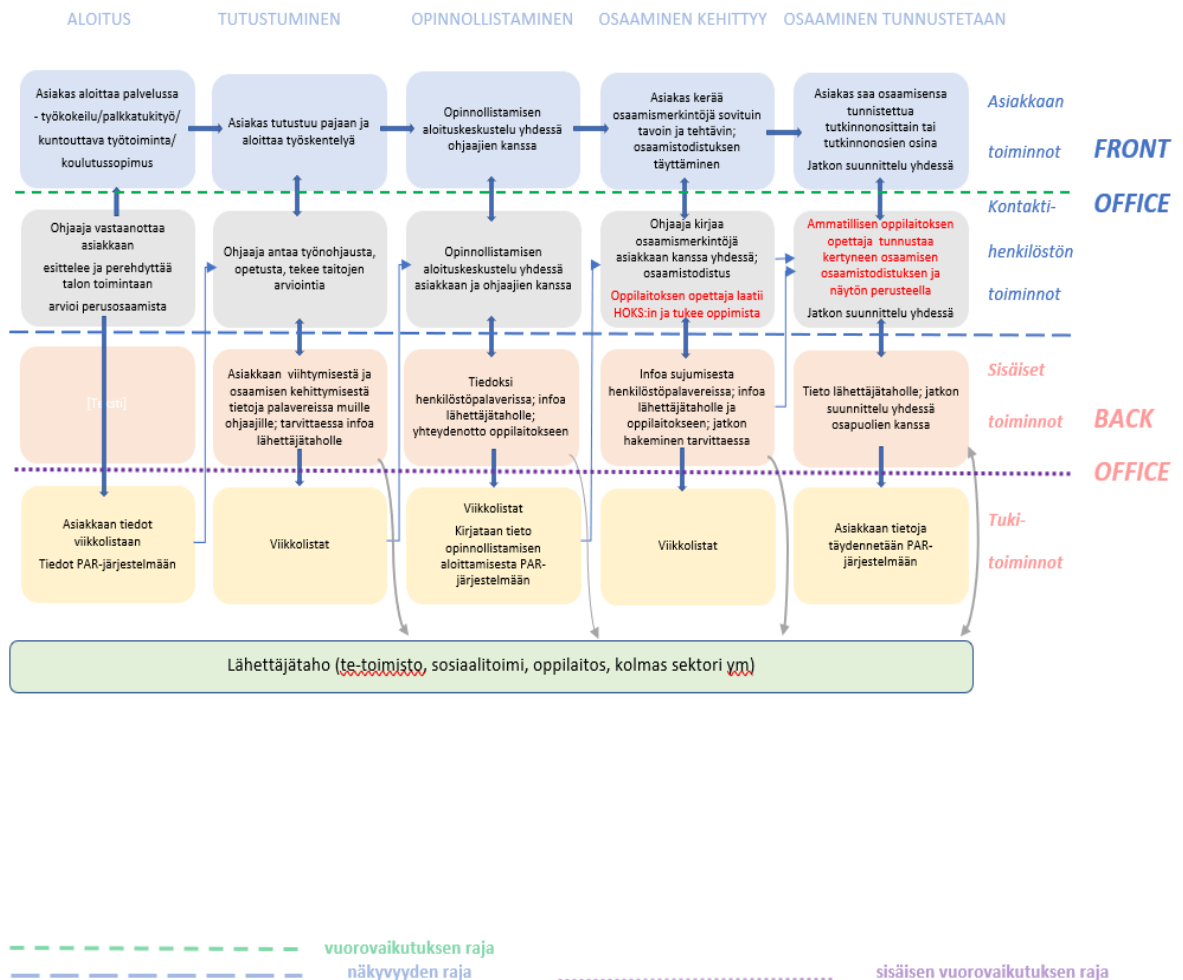 ALOITUS
TUTUSTUMINEN
OPINNOLLISTAMINEN
OSAAMINEN KEHITTYY
OSAAMINEN TUNNUSTETAAN
Asiakas aloittaa palvelussa
- työkokeilu/palkkatukityö/
kuntouttava työtoiminta/
koulutussopimus
Asiakas tutustuu pajaan ja
aloittaa työskentelyä
Opinnollistamisen
aloituskeskustelu yhdessä
ohjaajien kanssa
Asiakas kerää
osaamismerkintöjä sovituin
tavoin ja tehtävin;
osaamistodistuksen
täyttäminen
Asiakas saa osaamisensa
tunnistettua
tutkinnonosittain tai
tutkinnonosien osina
Jatkon suunnittelu yhdessä
Asiakkaan
toiminnot
FRONT
OFFICE
Ohjaaja vastaanottaa
asiakkaan
esittelee ja perehdyttää
talon toimintaan
arvioi perusosaamista
Ohjaaja antaa työnohjausta,
opetusta, tekee taitojen
arviointia
Opinnollistamisen
aloituskeskustelu yhdessä
asiakkaan ja ohjaajien kanssa
Ohjaaja kirjaa
osaamismerkintöjä
asiakkaan kanssa yhdessä;
osaamistodistus
Oppilaitoksen opettaja laatii
HOKS:in ja tukee oppimista
Ammatillisen oppilaitoksen
opettaja tunnustaa
kertyneen osaamisen
osaamistodistuksen ja
näytön perusteella
Jatkon suunnittelu yhdessä
Kontakti-
henkilöstön
toiminnot
[Teksti]
Asiakkaan viihtymisestä ja
osaamisen kehittymisestä
tietoja palavereissa muille
ohjaajille; tarvittaessa infoa
lähettäjätaholle
Tiedoksi
henkilöstöpalaverissa; infoa
lähettäjätaholle;
yhteydenotto oppilaitokseen
Infoa sujumisesta
henkilöstöpalavereissa; infoa
lähettäjätaholle ja
oppilaitokseen; jatkon
hakeminen tarvittaessa
Tieto lähettäjätaholle; jatkon
suunnittelu yhdessä
osapuolien kanssa
Sisäiset
toiminnot
BACK
OFFICE
Asiakkaan tiedot
viikkolistaan
Tiedot PAR-järjestelmään
Viikkolistat
Viikkolistat
Kirjataan tieto
opinnollistamisen
aloittamisesta PAR-
järjestelmään
Viikkolistat
Asiakkaan tietoja
täydennetään PAR-
järjestelmään
Tuki-
toiminnot
Lähettäjätaho (te-toimisto, sosiaalitoimi, oppilaitos, kolmas sektori ym)
vuorovaikutuksen raja
näkyvyyden raja
sisäisen vuorovaikutuksen raja